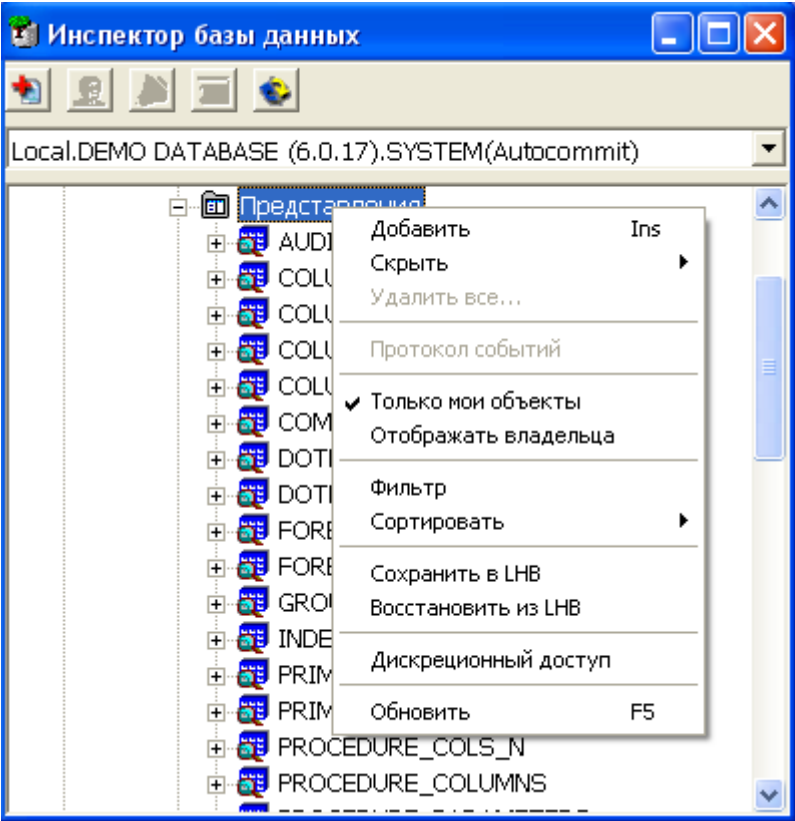 Инспектор базы данных
Local.DEMO DATABASE (6.0.17).SYSTEM(Autocommit)
Представления
AUDI
COLU
COLU
COLU
COLU
COM
DOT
DOT
FORE
FORE
GRO
INDE
PRIM
PRIM
PROCEDURE_COLS_N
PROCEDURE_COLUMNS
Добавить Ins
Скрыть
Удалить все...
Протокол событий
Только мои объекты
Отображать владельца
Фильтр
Сортировать
Сохранить в LHB
Восстановить из LHB
Дискреционный доступ
Обновить F5